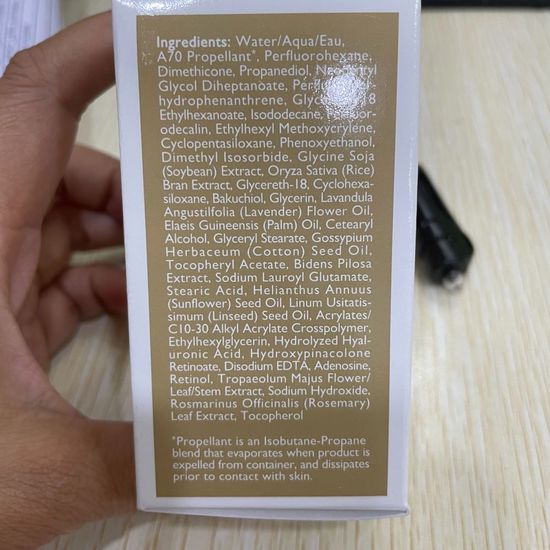 Ingredients: Water/Aqua/Eau,
A70 Propellant*, Perfluorohexane,
Dimethicone, Propanediol, Neopentyl
Glycol Diheptanoate,
hydrophenanthrene,
Ethylhexanoate, Isododecane, Perfluor-
odecalin, Ethylhexyl Methoxycrylene,
Cyclopentasiloxane, Phenoxyethanol,
Dimethyl Isosorbide, Glycine Soja
(Soybean) Extract, Oryza Sativa (Rice)
Bran Extract, Glycereth-18, Cyclohexa-
siloxane, Bakuchiol, Glycerin, Lavandula
Angustifolia (Lavender) Flower Oil,
Elaeis Guineensis (Palm) Oil, Cetearyl
Alcohol, Glyceryl Stearate, Gossypium
Herbaceum (Cotton) Seed Oil,
Tocopheryl Acetate, Bidens Pilosa
Extract, Sodium Lauroyl Glutamate,
Stearic Acid, Helianthus Annuus
(Sunflower) Seed Oil, Linum Usitatis-
simum (Linseed) Seed Oil, Acrylates/
C10-30 Alkyl Acrylate Crosspolymer,
Ethylhexylglycerin, Hydrolyzed Hyal-
uronic Acid, Hydroxypinacolone
Retinoate, Disodium EDTA, Adenosine,
Retinol, Tropaeolum Majus Flower/
Leaf/Stem Extract, Sodium Hydroxide,
Rosmarinus Officinalis (Rosemary)
Leaf Extract, Tocopherol
*Propellant is an Isobutane-Propane
blend that evaporates when product is
expelled from container, and dissipates
prior to contact with skin.